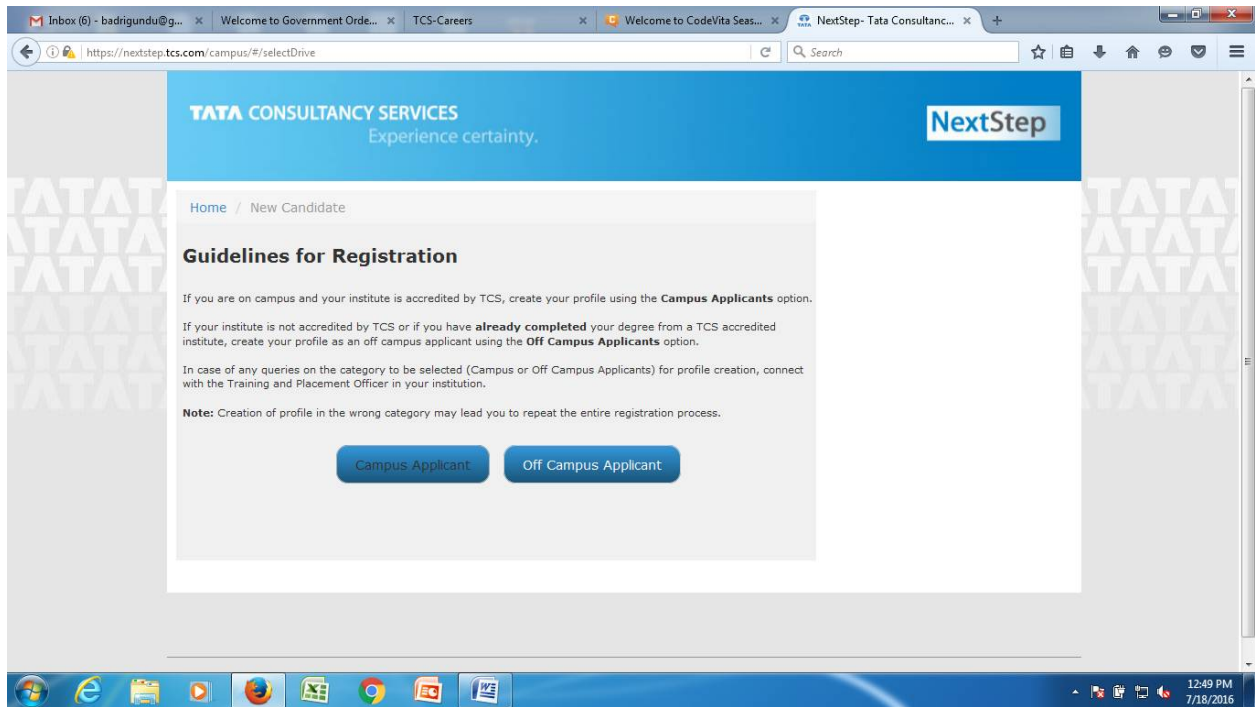 Inbox (6) - badrigundu@g...
Welcome to Government Orde...
TCS-Careers
Welcome to CodeVita Seas...
NextStep- Tata Consultanc...
https://nextstep.tcs.com/campus/#/selectDrive
Search
TATA CONSULTANCY SERVICES
Experience certainty.
NextStep
Home / New Candidate
Guidelines for Registration
If you are on campus and your institute is accredited by TCS, create your profile using the Campus Applicants option.
If your institute is not accredited by TCS or if you have already completed your degree from a TCS accredited
institute, create your profile as an off campus applicant using the Off Campus Applicants option.
In case of any queries on the category to be selected (Campus or Off Campus Applicants) for profile creation, connect
with the Training and Placement Officer in your institution.
Note: Creation of profile in the wrong category may lead you to repeat the entire registration process.
Campus Applicant
Off Campus Applicant
12:49 PM
7/18/2016